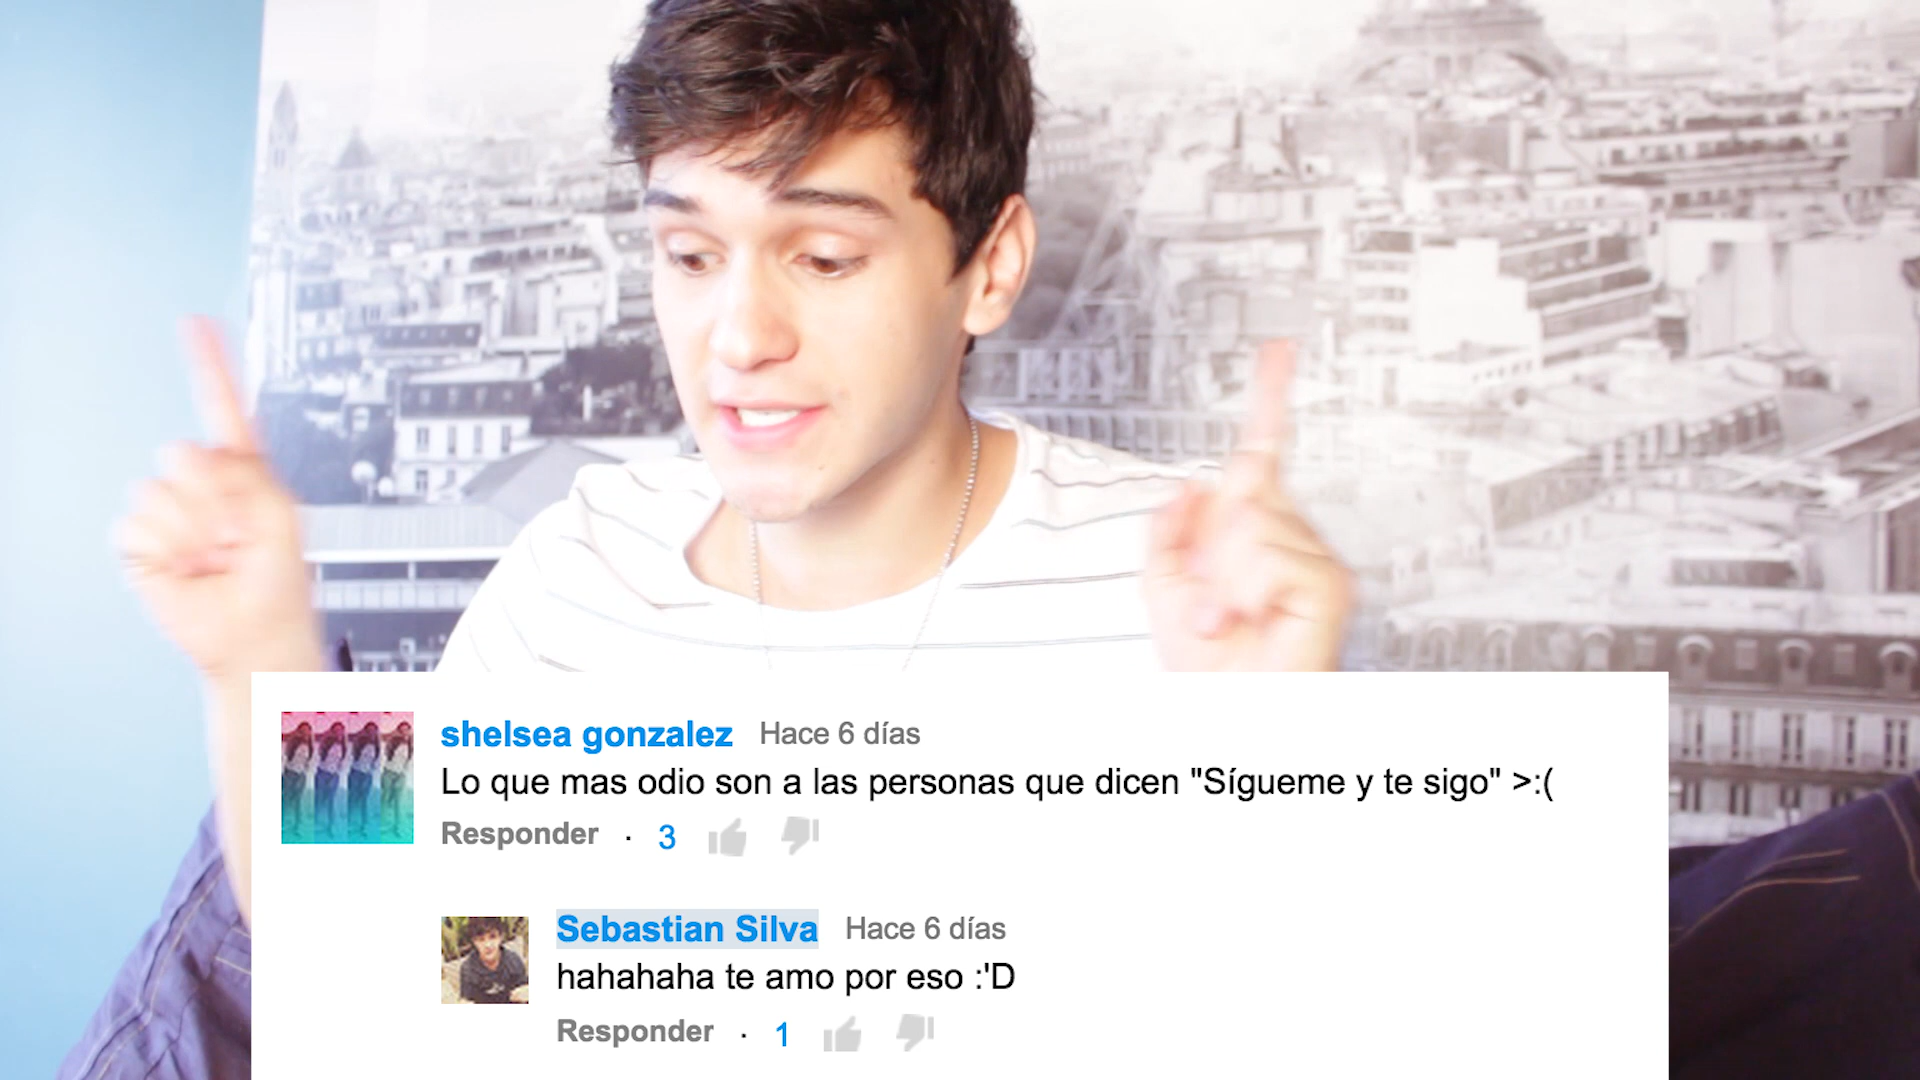 shelsea gonzalez Hace 6 días
Lo que mas odio son a las personas que dicen "Sígueme y te sigo" >:(
Responder · 3
Sebastian Silva Hace 6 días
hahahaha te amo por eso :'D
Responder · 1